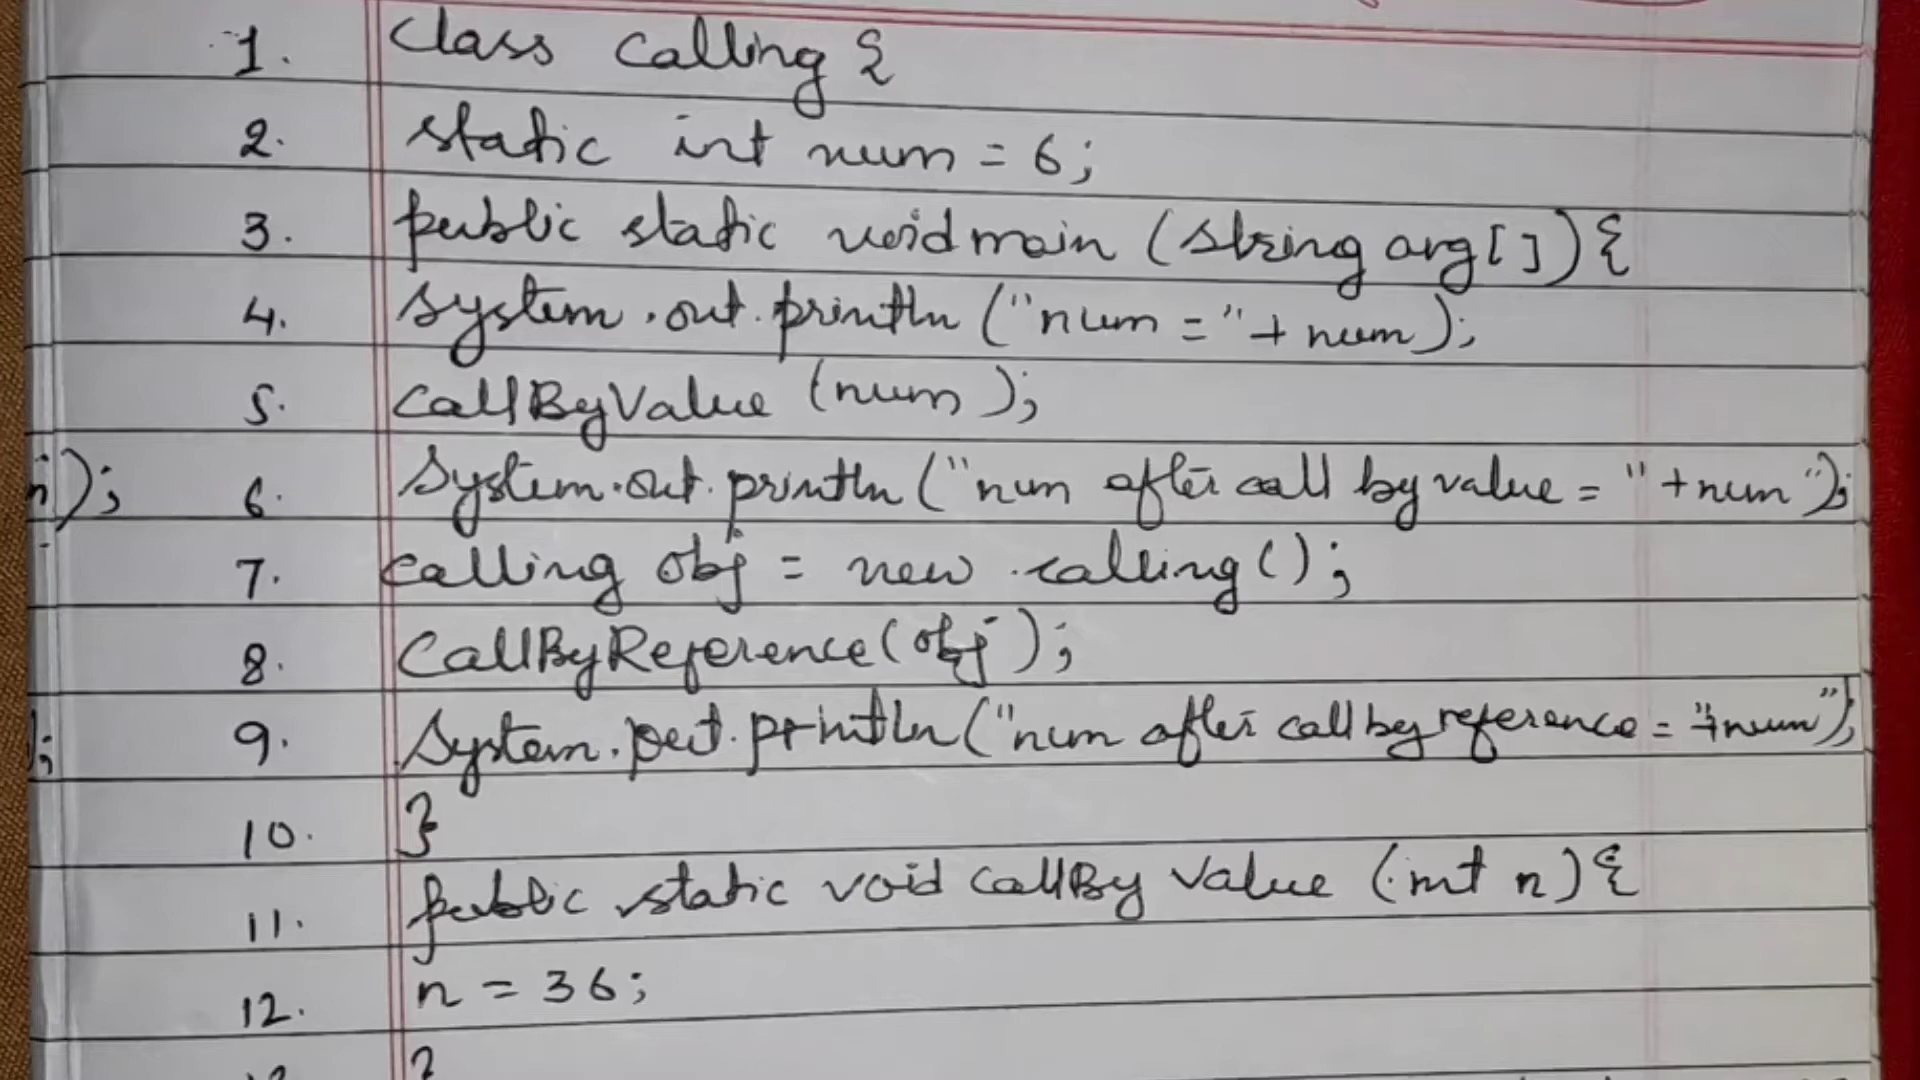 1. class calling {
2. static int num = 6;
3. public static void main (string arg[]) {
4. system.out.println ("num =" + num);
5. callByValue (num);
n); 6. System.out.println ("num after call by value = " + num ");
7. calling obj = new calling();
8. CallByReference(obj);
); 9. System.out.println ("num after call by reference = "+num");
10. }
11. public static void callBy Value (int n) {
12. n = 36;
}